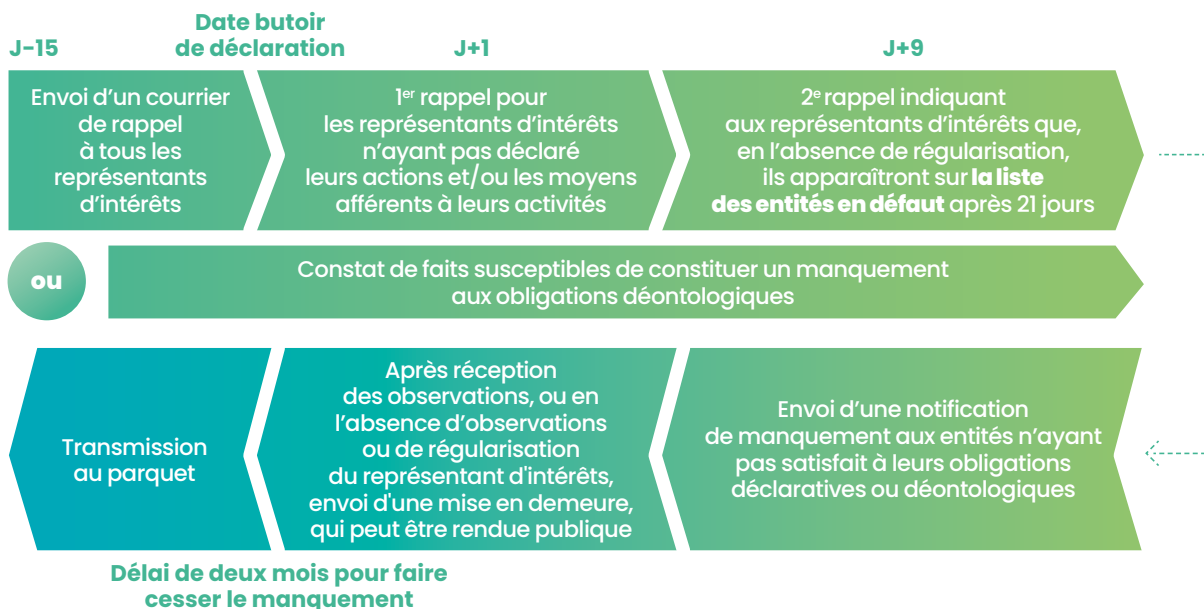 J-15
Date butoir
de déclaration
J+1
J+9
Envoi d'un courrier
de rappel
à tous les
représentants
d'intérêts
1er rappel pour
les représentants d'intérêts
n'ayant pas déclaré
leurs actions et/ou les moyens
afférents à leurs activités
2e rappel indiquant
aux représentants d'intérêts que,
en l'absence de régularisation,
ils apparaîtront sur la liste
des entités en défaut après 21 jours
ou
Constat de faits susceptibles de constituer un manquement
aux obligations déontologiques
Transmission
au parquet
Après réception
des observations, ou en
l'absence d'observations
ou de régularisation
du représentant d'intérêts,
envoi d'une mise en demeure,
qui peut être rendue publique
Envoi d'une notification
de manquement aux entités n'ayant
pas satisfait à leurs obligations
déclaratives ou déontologiques
Délai de deux mois pour faire
cesser le manquement